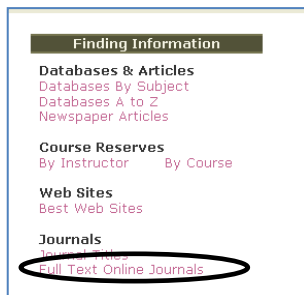 Finding Information
Databases & Articles
Databases By Subject
Databases A to Z
Newspaper Articles
Course Reserves
By Instructor By Course
Web Sites
Best Web Sites
Journals
Journal Titles
Full Text Online Journals